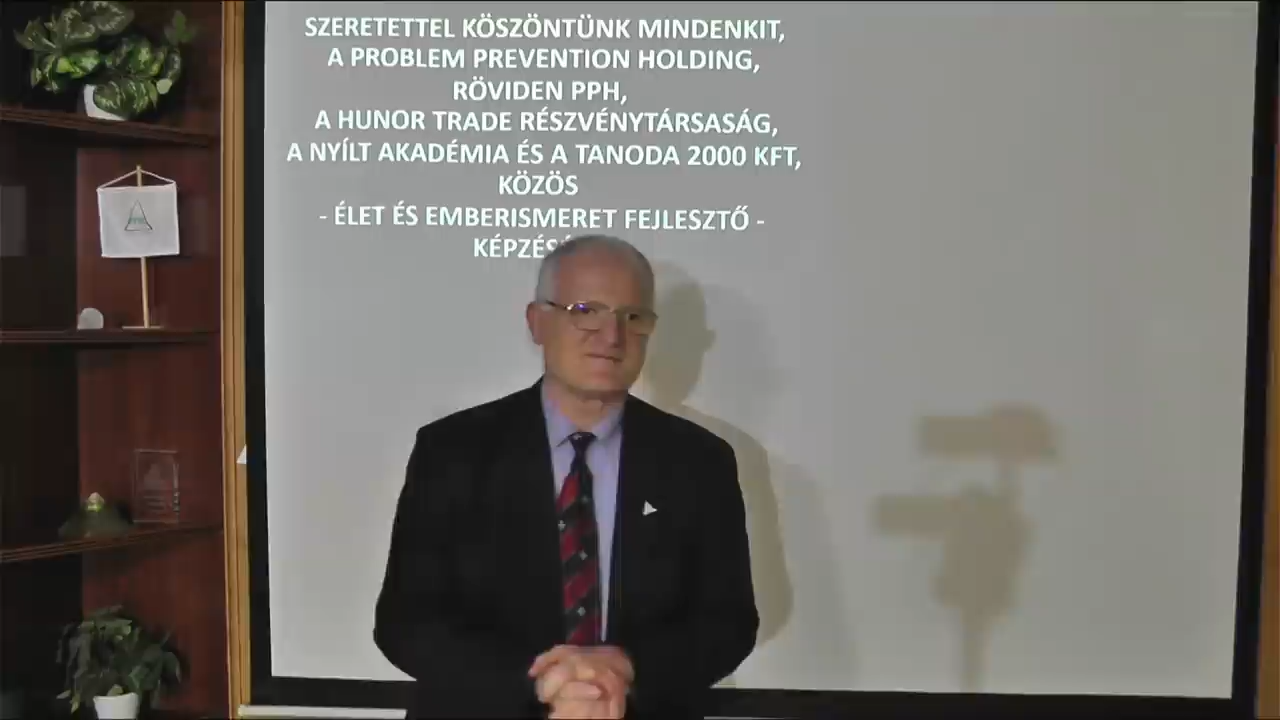 SZERETETTEL KÖSZÖNTÜNK MINDENKIT,
A PROBLEM PREVENTION HOLDING,
RÖVIDEN PPH,
A HUNOR TRADE RÉSZVÉNYTÁRSASÁG,
A NYÍLT AKADÉMIA ÉS A TANODA 2000 KFT,
KÖZÖS
- ÉLET ÉS EMBERISMERET FEJLESZTŐ -